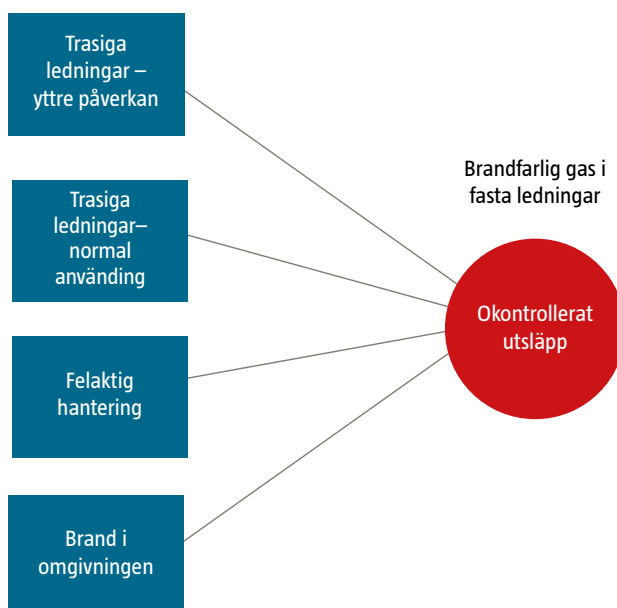 Trasiga
ledningar –
yttre påverkan
Trasiga
ledningar–
normal
använding
Felaktig
hantering
Brand i
omgivningen
Brandfarlig gas i
fasta ledningar
Okontrollerat
utsläpp